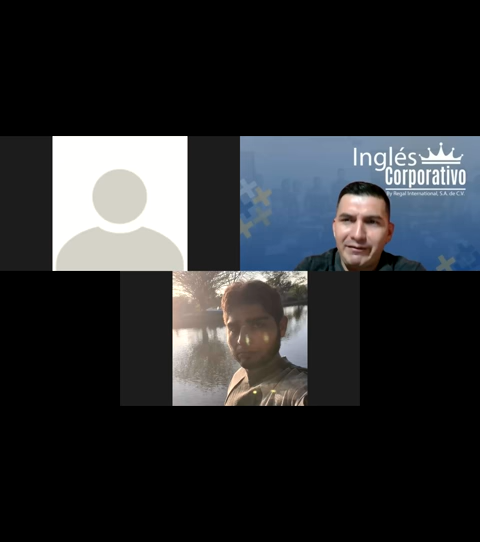 Inglés
Corporativo
By Regal International, S.A. de C.V.